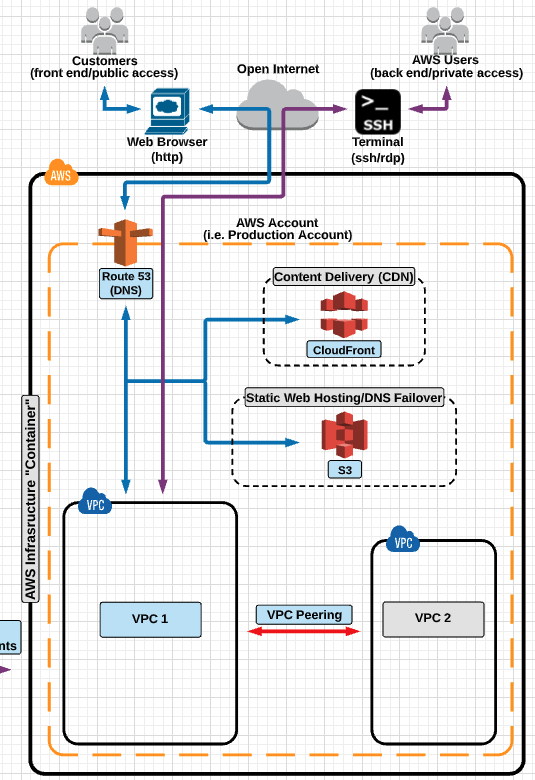 Customers
(front end/public access)
AWS Users
(back end/private access)
Open Internet
Web Browser
(http)
>_
SSH
Terminal
(ssh/rdp)
AWS
AWS Account
(i.e. Production Account)
Route 53
(DNS)
Content Delivery (CDN)
CloudFront
Static Web Hosting/DNS Failover
S3
AWS Infrasructure "Container"
VPC
VPC 1
VPC Peering
VPC
VPC 2
nts